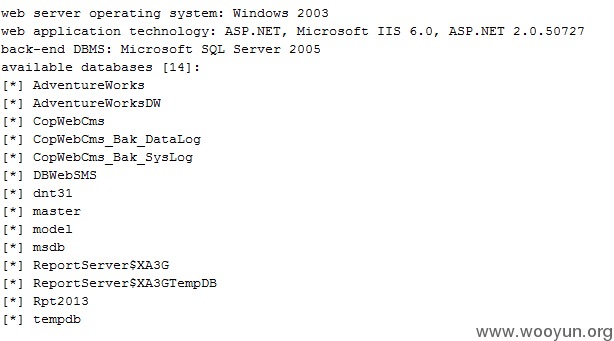 web server operating system: Windows 2003
web application technology: ASP.NET, Microsoft IIS 6.0, ASP.NET 2.0.50727
back-end DBMS: Microsoft SQL Server 2005
available databases [14]:
[*] AdventureWorks
[*] AdventureWorksDW
[*] CopWebCms
[*] CopWebCms_Bak_DataLog
[*] CopWebCms_Bak_SysLog
[*] DBWebSMS
[*] dnt31
[*] master
[*] model
[*] msdb
[*] ReportServer$XA3G
[*] ReportServer$XA3GTempDB
[*] Rpt2013
[*] tempdb
www.wooyun.org